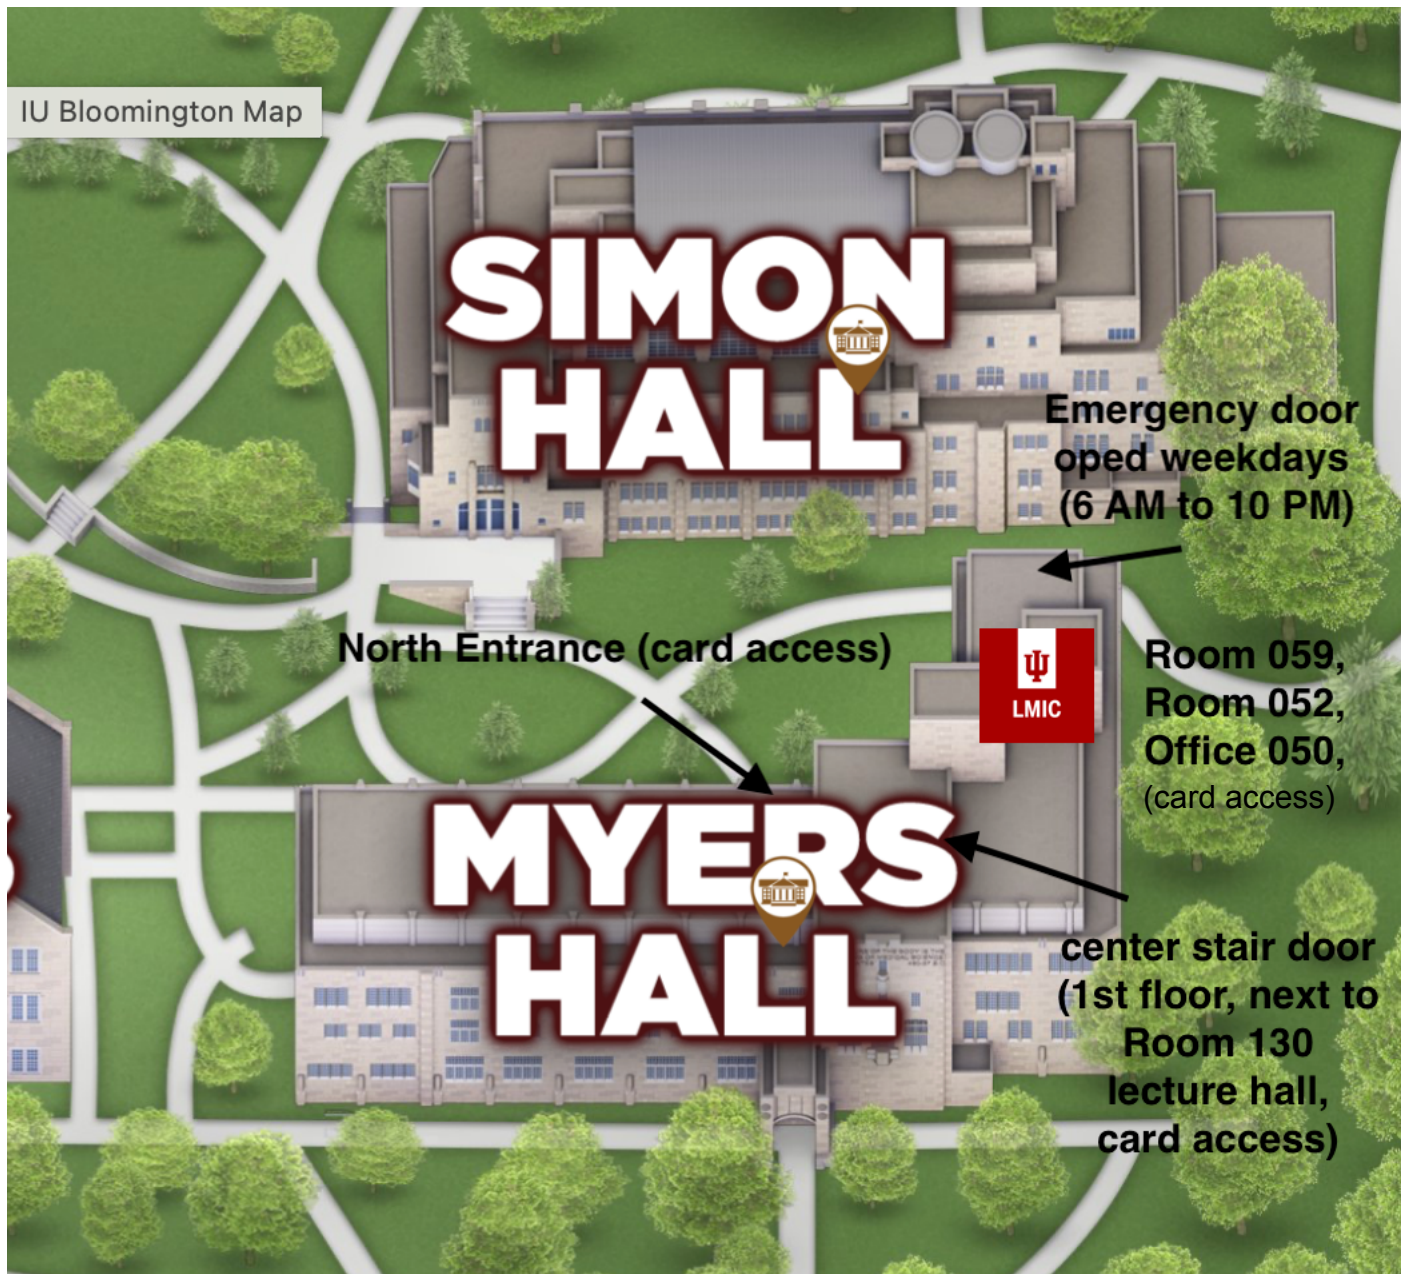 IU Bloomington Map
SIMON
HALL
Emergency door
oped weekdays
(6 AM to 10 PM)
North Entrance (card access)
LMIC
Room 059,
Room 052,
Office 050,
(card access)
MYERS
HALL
center stair door
(1st floor, next to
Room 130
lecture hall,
card access)